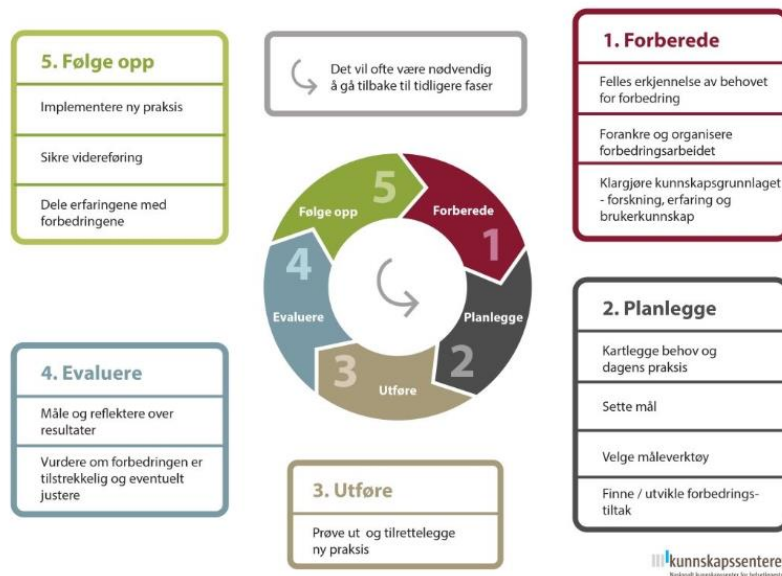 5. Følge opp
Implementere ny praksis
Sikre videreføring
Dele erfaringene med
forbedringene
Det vil ofte være nødvendig
å gå tilbake til tidligere faser
1. Forberede
Felles erkjennelse av behovet
for forbedring
Forankre og organisere
forbedringsarbeidet
Klargjøre kunnskapsgrunnlaget
- forskning, erfaring og
brukerkunnskap
5
Følge opp
Forberede
1
4
Evaluere
Planlegge
2
3
Utføre
2. Planlegge
Kartlegge behov og
dagens praksis
Sette mål
Velge måleverktøy
Finne / utvikle forbedrings-
tiltak
4. Evaluere
Måle og reflektere over
resultater
Vurdere om forbedringen er
tilstrekkelig og eventuelt
justere
3. Utføre
Prøve ut og tilrettelegge
ny praksis
kunnskapssentere